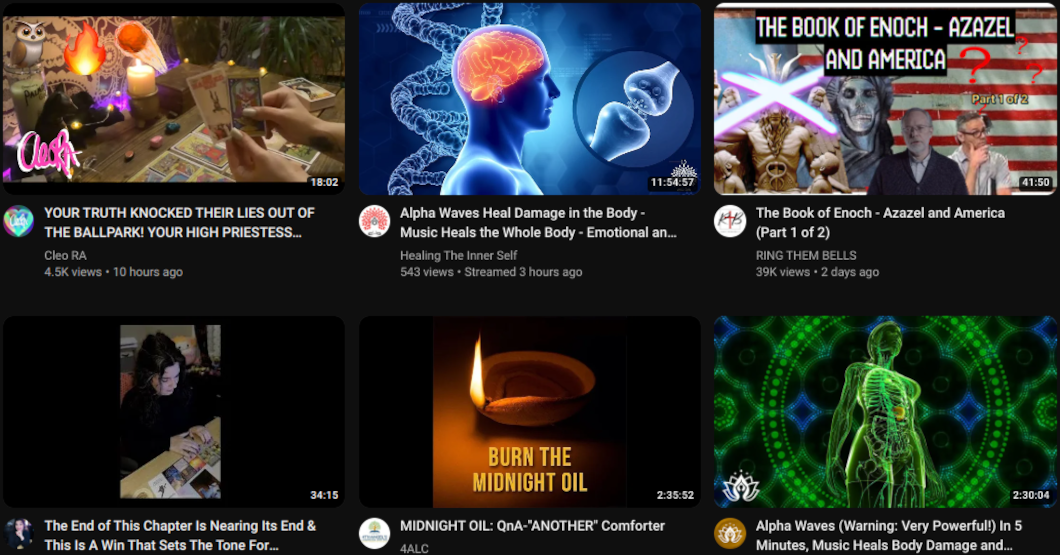 CleoRA
18:02
YOUR TRUTH KNOCKED THEIR LIES OUT OF
THE BALLPARK! YOUR HIGH PRIESTESS...
Cleo RA
4.5K views • 10 hours ago
11:54:57
Alpha Waves Heal Damage in the Body -
Music Heals the Whole Body - Emotional an...
Healing The Inner Self
543 views • Streamed 3 hours ago
THE BOOK OF ENOCH - AZAZEL
AND AMERICA
? ? ?
Part 1 of 2
41:50
The Book of Enoch - Azazel and America
(Part 1 of 2)
RING THEM BELLS
39K views • 2 days ago
34:15
The End of This Chapter Is Nearing Its End &
This Is A Win That Sets The Tone For...
BURN THE
MIDNIGHT OIL
2:35:52
MIDNIGHT OIL: QnA-"ANOTHER" Comforter
4ALC
2:30:04
Alpha Waves (Warning: Very Powerful!) In 5
Minutes, Music Heals Body Damage and...